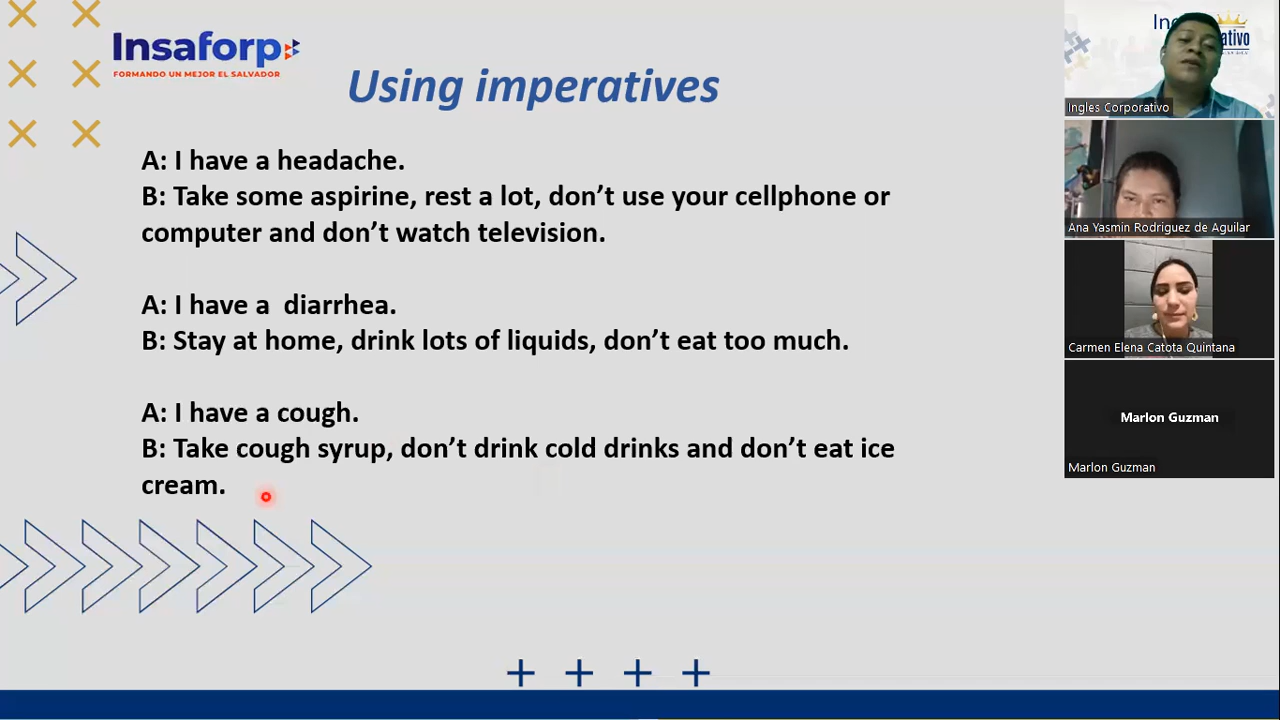 Insaforp
FORMANDO UN MEJOR EL SALVADOR
Using imperatives
A: I have a headache.
B: Take some aspirine, rest a lot, don’t use your cellphone or
computer and don’t watch television.
A: I have a  diarrhea.
B: Stay at home, drink lots of liquids, don’t eat too much.
A: I have a cough.
B: Take cough syrup, don’t drink cold drinks and don’t eat ice
cream.
Ingles Corporativo
Ana Yasmin Rodriguez de Aguilar
Carmen Elena Catota Quintana
Marlon Guzman
Marlon Guzman